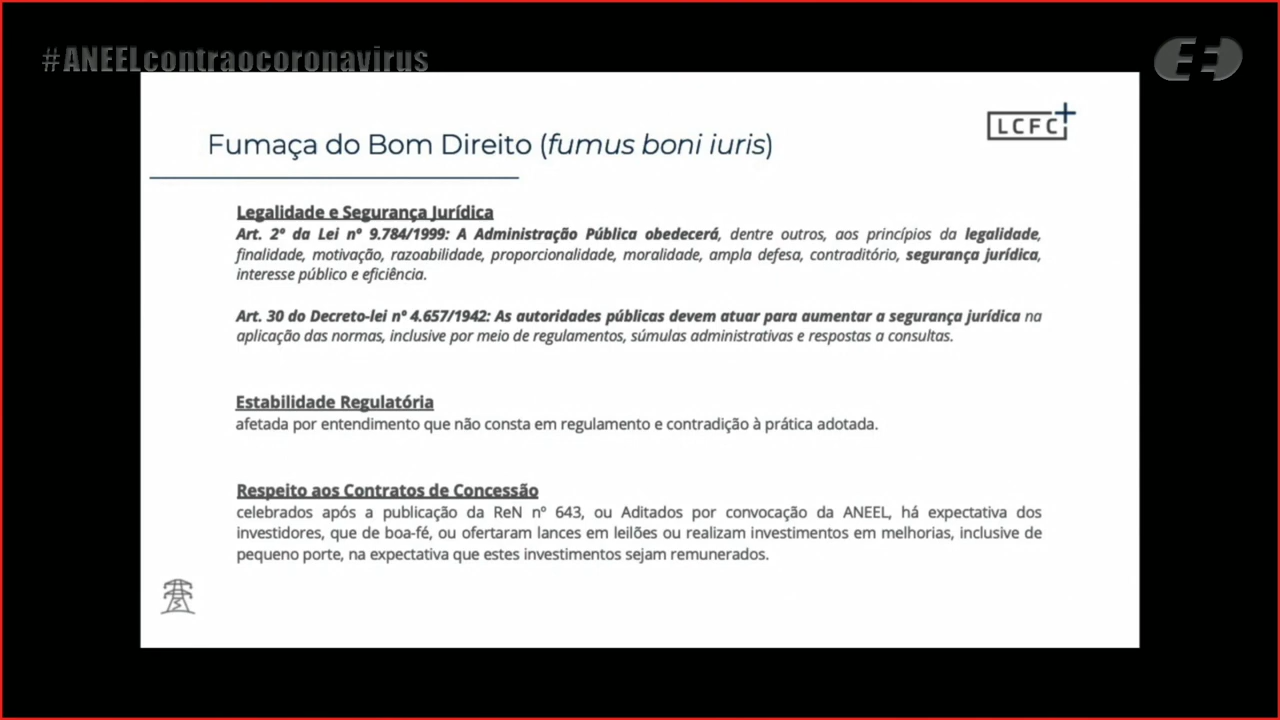 #ANEELcontraocoronavirus
LCFC
Fumaça do Bom Direito (fumus boni iuris)
Legalidade e Segurança Jurídica
Art. 2º da Lei nº 9.784/1999: A Administração Pública obedecerá, dentre outros, aos princípios da legalidade,
finalidade, motivação, razoabilidade, proporcionalidade, moralidade, ampla defesa, contraditório, segurança jurídica,
interesse público e eficiência.
Art. 30 do Decreto-lei nº 4.657/1942: As autoridades públicas devem atuar para aumentar a segurança jurídica na
aplicação das normas, inclusive por meio de regulamentos, súmulas administrativas e respostas a consultas.
Estabilidade Regulatória
afetada por entendimento que não consta em regulamento e contradição à prática adotada.
Respeito aos Contratos de Concessão
celebrados após a publicação da ReN nº 643, ou Aditados por convocação da ANEEL, há expectativa dos
investidores, que de boa-fé, ou ofertaram lances em leilões ou realizam investimentos em melhorias, inclusive de
pequeno porte, na expectativa que estes investimentos sejam remunerados.